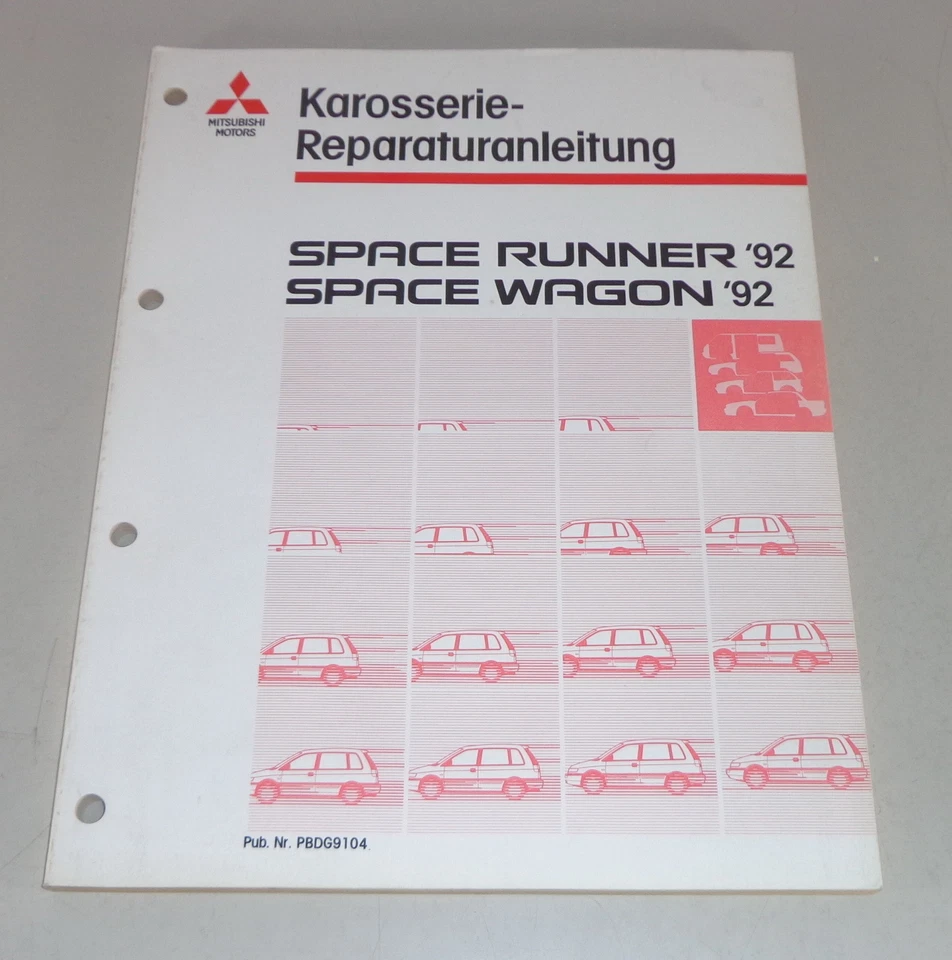 MITSUBISHI
MOTORS
Karosserie-
Reparaturanleitung
SPACE RUNNER '92
SPACE WAGON '92
Pub. Nr. PBDG9104